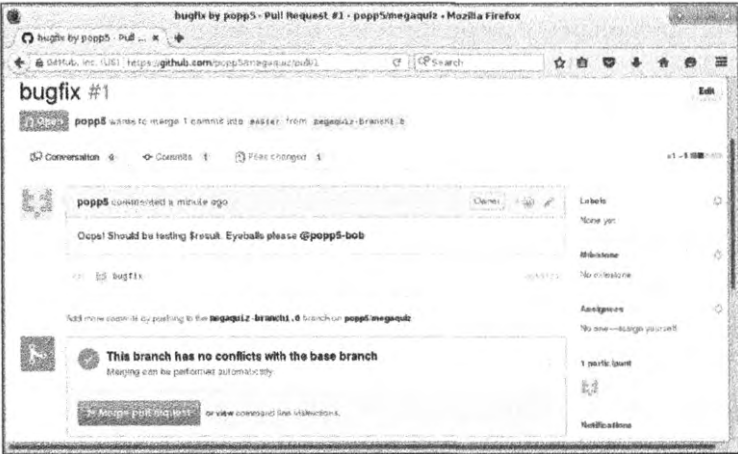 bugfix by popp5 · Pull Request #1 · popp5/megaquiz - Mozilla Firefox
bugfix by popp5 · Pull ...
GitHub, Inc. (US) https://github.com/popp5/megaquiz/pull/1
Search
bugfix #1
Edit
Open popp5 wants to merge 1 commit into master from megaquiz-branch1.0
Conversation 0 Commits 1 Files changed 1
+1 -1
popp5 commented a minute ago
Owner
Oops! Should be testing $result. Eyeballs please @popp5-bob
bugfix
Add more commits by pushing to the megaquiz-branch1.0 branch on popp5/megaquiz
This branch has no conflicts with the base branch
Merging can be performed automatically.
Merge pull request or view command line instructions.
Labels
None yet
Milestone
No milestone
Assignees
No one—assign yourself
1 participant
Notifications